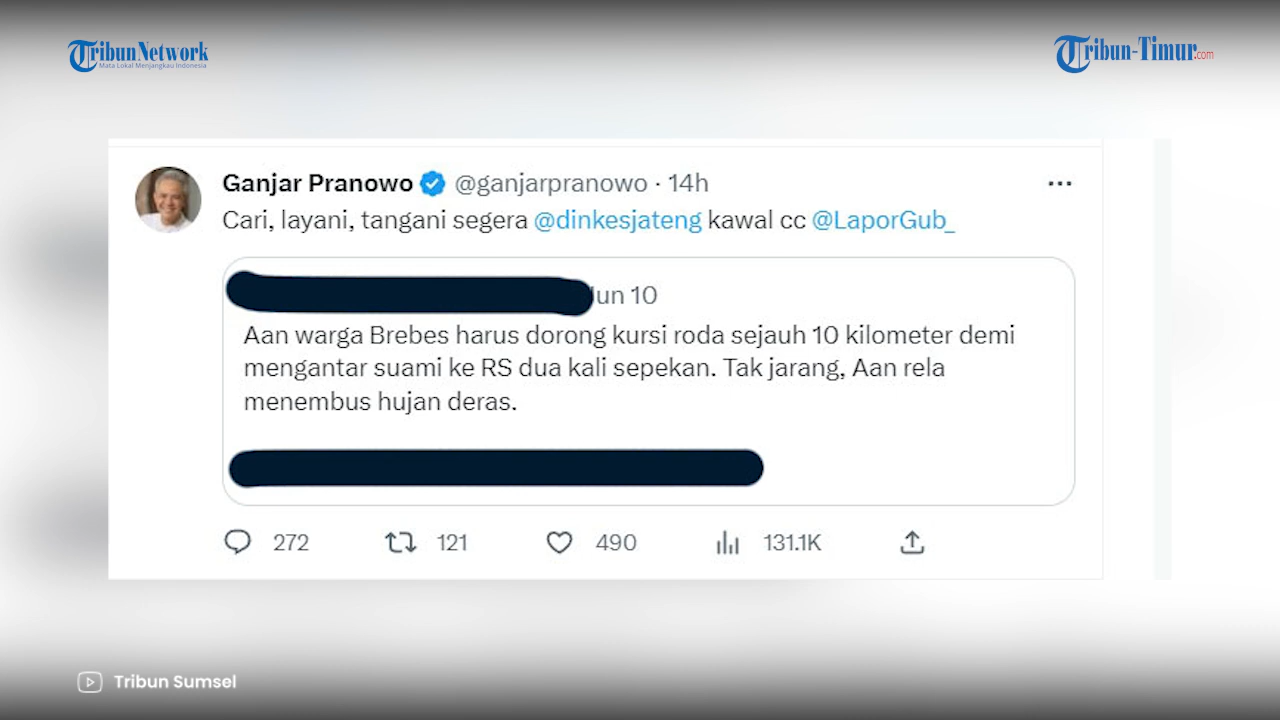 Tribun Network
Mata Lokal Menjangkau Indonesia
Tribun-Timur.com
Ganjar Pranowo @ganjarpranowo · 14h
Cari, layani, tangani segera @dinkesjateng kawal cc @LaporGub_
Jun 10
Aan warga Brebes harus dorong kursi roda sejauh 10 kilometer demi
mengantar suami ke RS dua kali sepekan. Tak jarang, Aan rela
menembus hujan deras.
272 121 490 131.1K
Tribun Sumsel